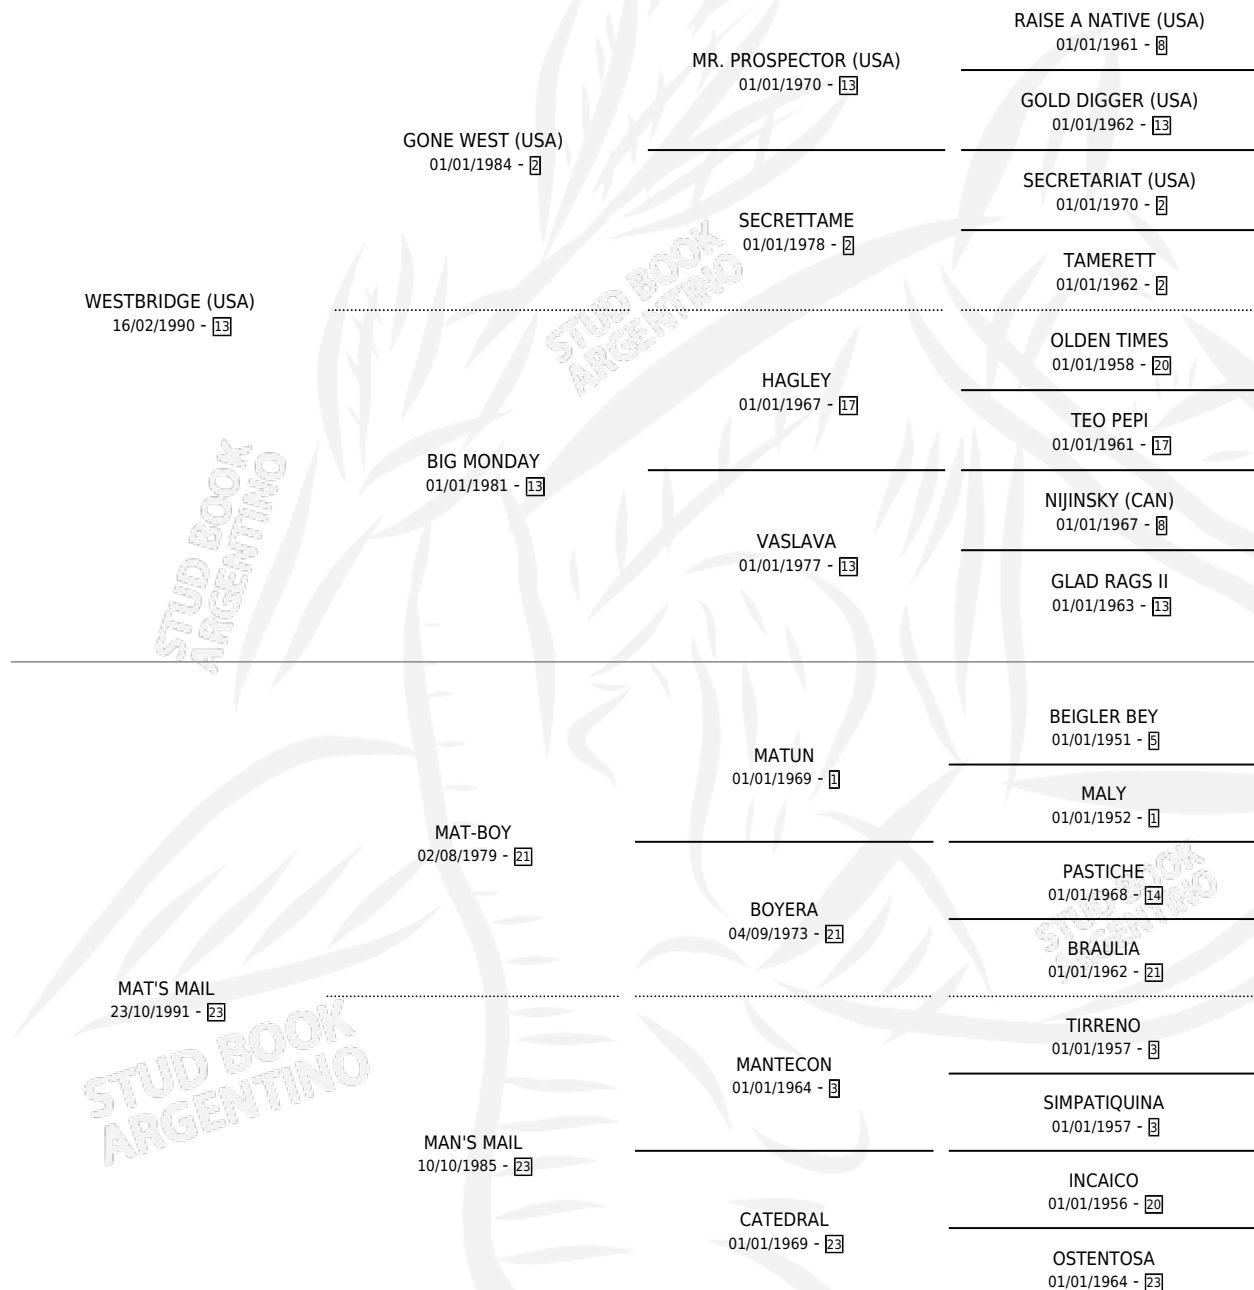 RAISE A NATIVE (USA)
01/01/1961 - 8
MR. PROSPECTOR (USA)
01/01/1970 - 13
GOLD DIGGER (USA)
01/01/1962 - 13
GONE WEST (USA)
01/01/1984 - 2
SECRETARIAT (USA)
01/01/1970 - 2
SECRETTAME
01/01/1978 - 2
TAMERETT
01/01/1962 - 2
WESTBRIDGE (USA)
16/02/1990 - 13
OLDEN TIMES
01/01/1958 - 20
HAGLEY
01/01/1967 - 17
TEO PEPI
01/01/1961 - 17
BIG MONDAY
01/01/1981 - 13
NIJINSKY (CAN)
01/01/1967 - 8
VASLAVA
01/01/1977 - 13
GLAD RAGS II
01/01/1963 - 13
BEIGLER BEY
01/01/1951 - 5
MATUN
01/01/1969 - 1
MALY
01/01/1952 - 1
MAT-BOY
02/08/1979 - 21
PASTICHE
01/01/1968 - 14
BOYERA
04/09/1973 - 21
BRAULIA
01/01/1962 - 21
MAT'S MAIL
23/10/1991 - 23
TIRRENO
01/01/1957 - 3
MANTECON
01/01/1964 - 3
SIMPATIQUINA
01/01/1957 - 3
MAN'S MAIL
10/10/1985 - 23
INCAICO
01/01/1956 - 20
CATEDRAL
01/01/1969 - 23
OSTENTOSA
01/01/1964 - 23
STUD BOOK
ARGENTINO
STUD BOOK
ARGENTINO
STUD BOOK
ARGENTINO
STUD BOOK
ARGENTINO